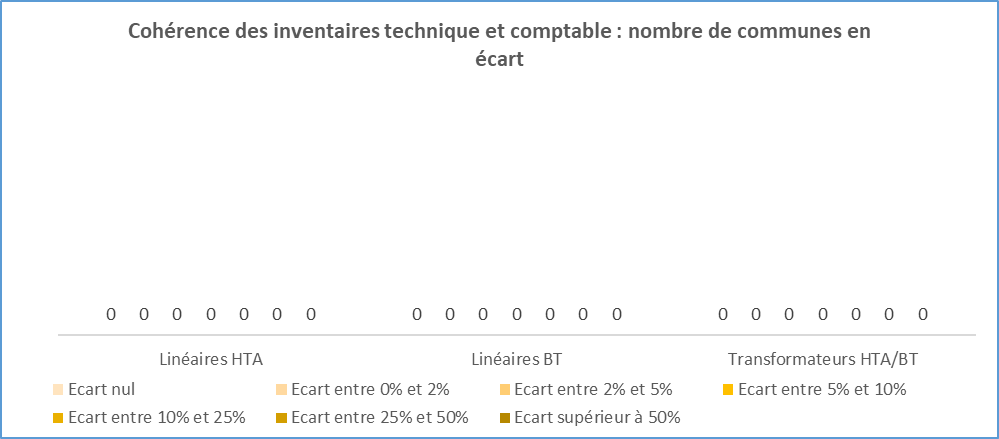 Cohérence des inventaires technique et comptable : nombre de communes en
écart
0 0 0 0 0 0 0 0 0 0 0 0 0 0 0 0 0 0 0 0 0
Linéaires HTA Linéaires BT Transformateurs HTA/BT
Ecart nul Ecart entre 0% et 2% Ecart entre 2% et 5% Ecart entre 5% et 10%
Ecart entre 10% et 25% Ecart entre 25% et 50% Ecart supérieur à 50%